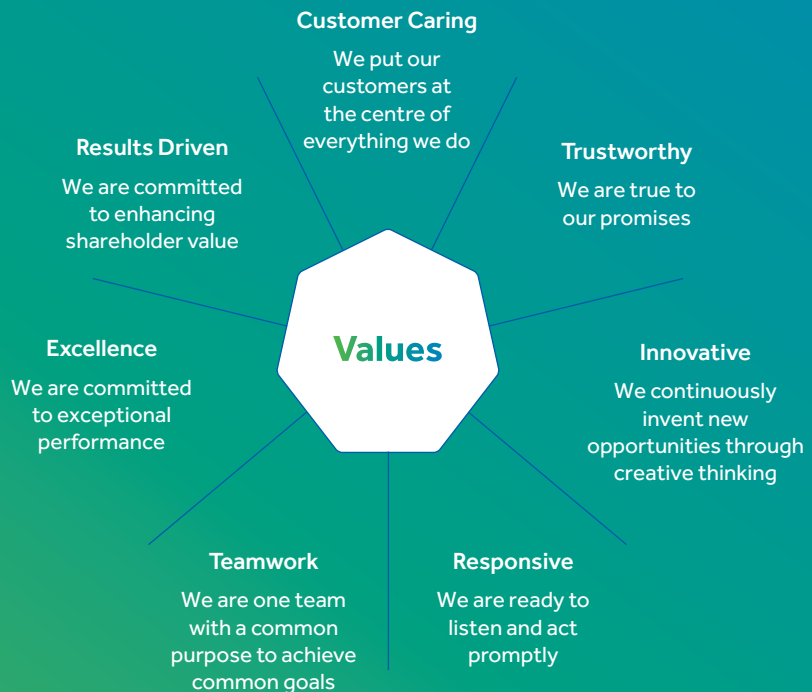 Customer Caring
We put our
customers at
the centre of
everything we do
Trustworthy
We are true to
our promises
Innovative
We continuously
invent new
opportunities through
creative thinking
Responsive
We are ready to
listen and act
promptly
Teamwork
We are one team
with a common
purpose to achieve
common goals
Excellence
We are committed
to exceptional
performance
Results Driven
We are committed
to enhancing
shareholder value
Values